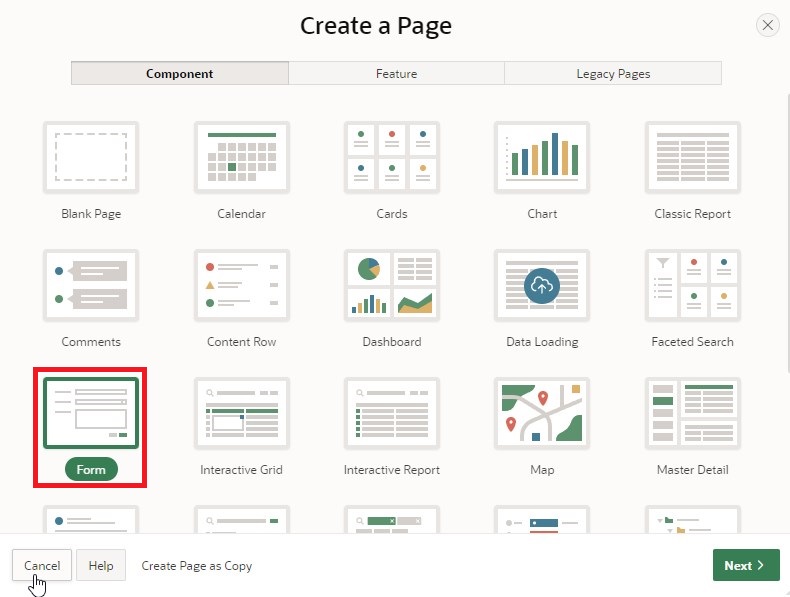 Create a Page
Component Feature Legacy Pages
Blank Page Calendar Cards Chart Classic Report
Comments Content Row Dashboard Data Loading Faceted Search
Form Interactive Grid Interactive Report Map Master Detail
Cancel Help Create Page as Copy Next